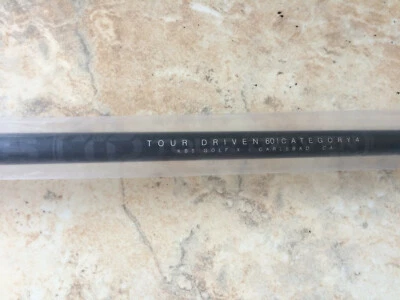 TOUR DRIVEN 60 | CATEGORY 4
KBS GOLF | CARLSBAD, CA